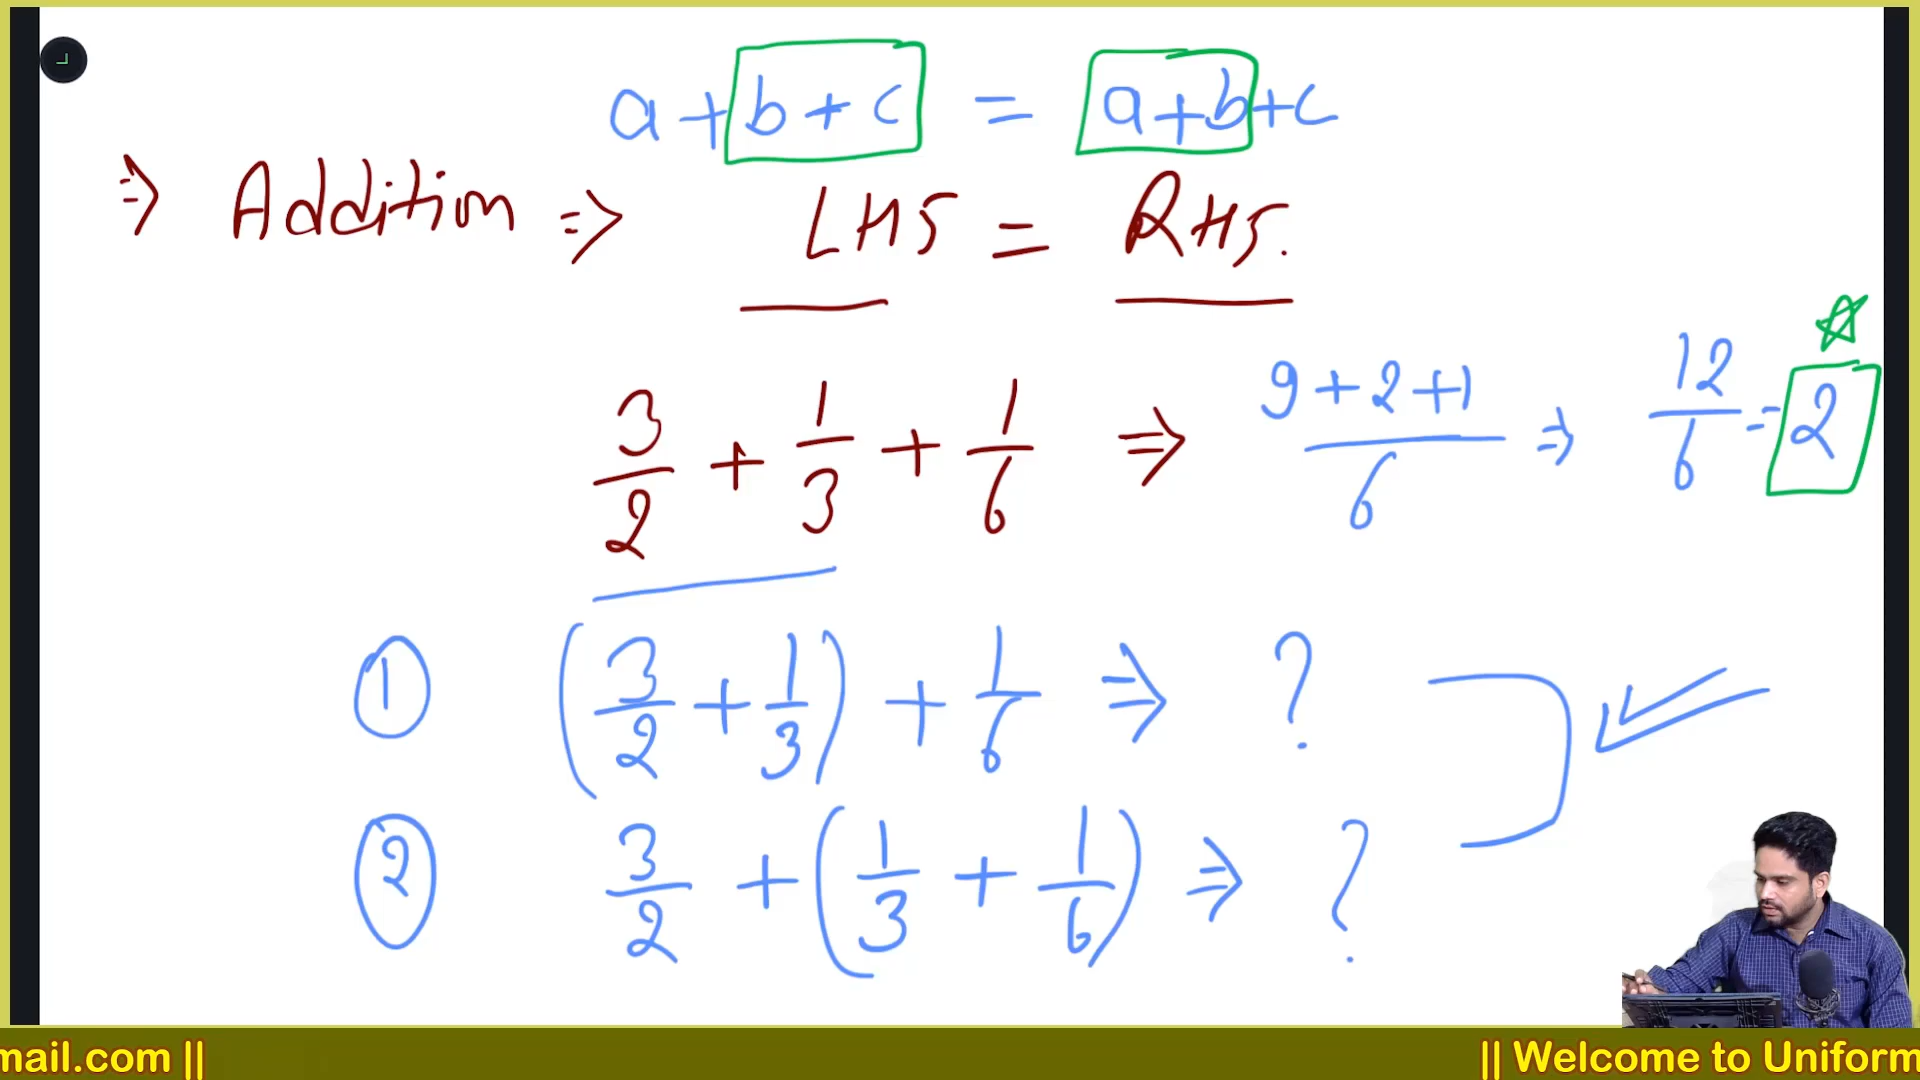 a + b + c = a + b + c
⇒ Addition ⇒ LHS = RHS.
3/2 + 1/3 + 1/6 ⇒ 9 + 2 + 1/6 ⇒ 12/6 = 2
① (3/2 + 1/3) + 1/6 ⇒ ?
② 3/2 + (1/3 + 1/6) ⇒ ?
mail.com || || Welcome to Uniform